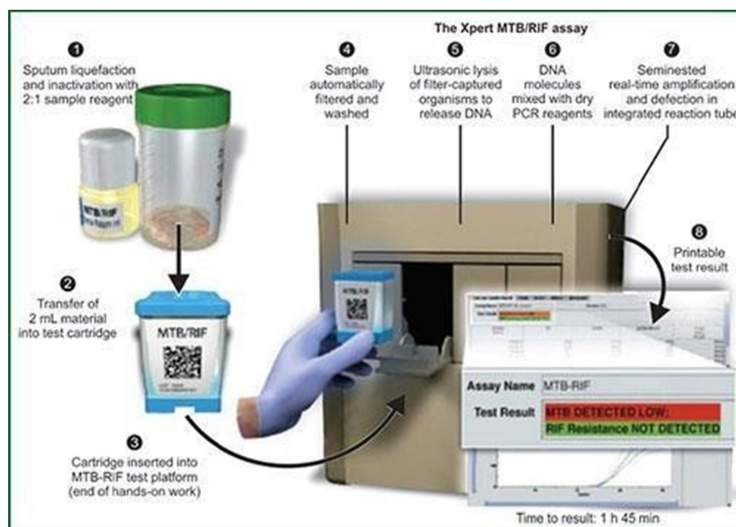 The Xpert MTB/RIF assay
1
Sputum liquefaction
and inactivation with
2:1 sample reagent
4
Sample
automatically
filtered and
washed
5
Ultrasonic lysis
of filter-captured
organisms to
release DNA
6
DNA
molecules
mixed with dry
PCR reagents
7
Seminested
real-time amplification
and defection in
integrated reaction tube
MTB/RIF
2
Transfer of
2 mL material
into test cartridge
MTB/RIF
3
Cartridge inserted into
MTB-RIF test platform
(end of hands-on work)
MTB/RIF
8
Printable
test result
Assay Name MTB-RIF
Test Result MTB DETECTED LOW;
RIF Resistance NOT DETECTED
Time to result: 1 h 45 min